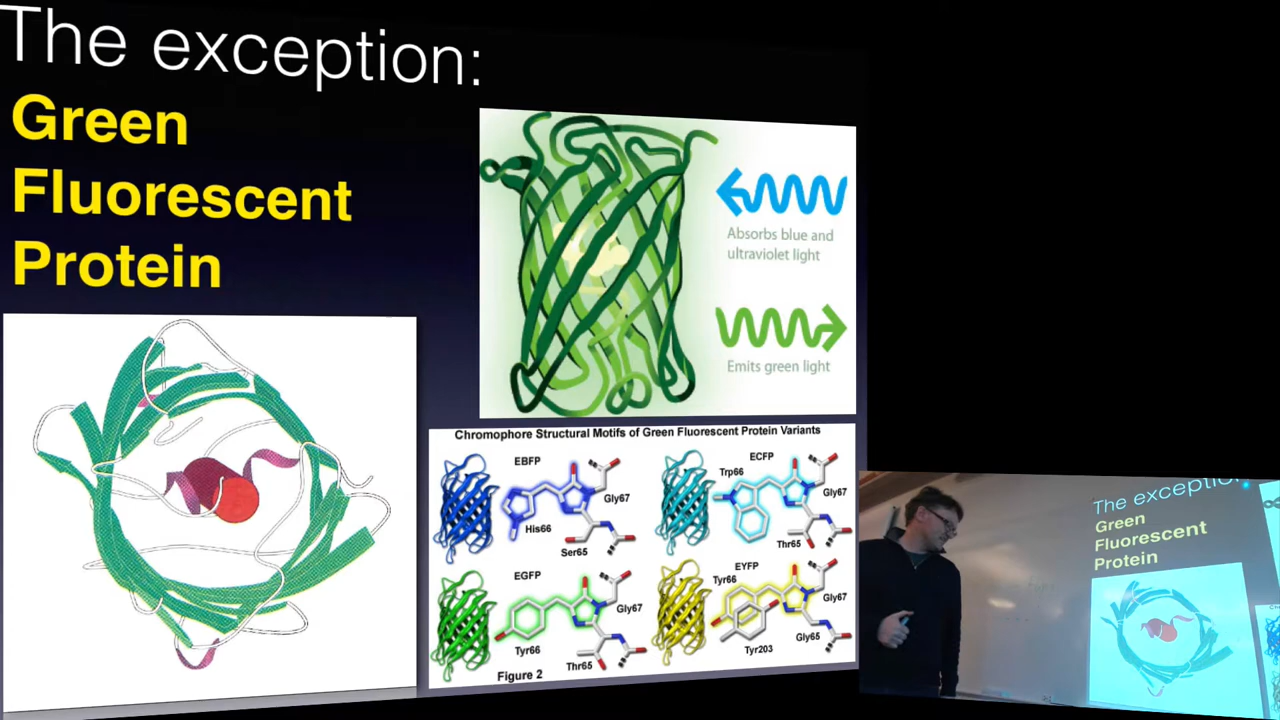 The exception:
Green
Fluorescent
Protein
Absorbs blue and
ultraviolet light
Emits green light
Chromophore Structural Motifs of Green Fluorescent Protein Variants
EBFP
His66
Gly67
Ser65
ECFP
Trp66
Gly67
Thr65
EGFP
Tyr66
Gly67
Thr65
EYFP
Tyr66
Gly67
Gly65
Tyr203
Figure 2
The exception
Green
Fluorescent
Protein